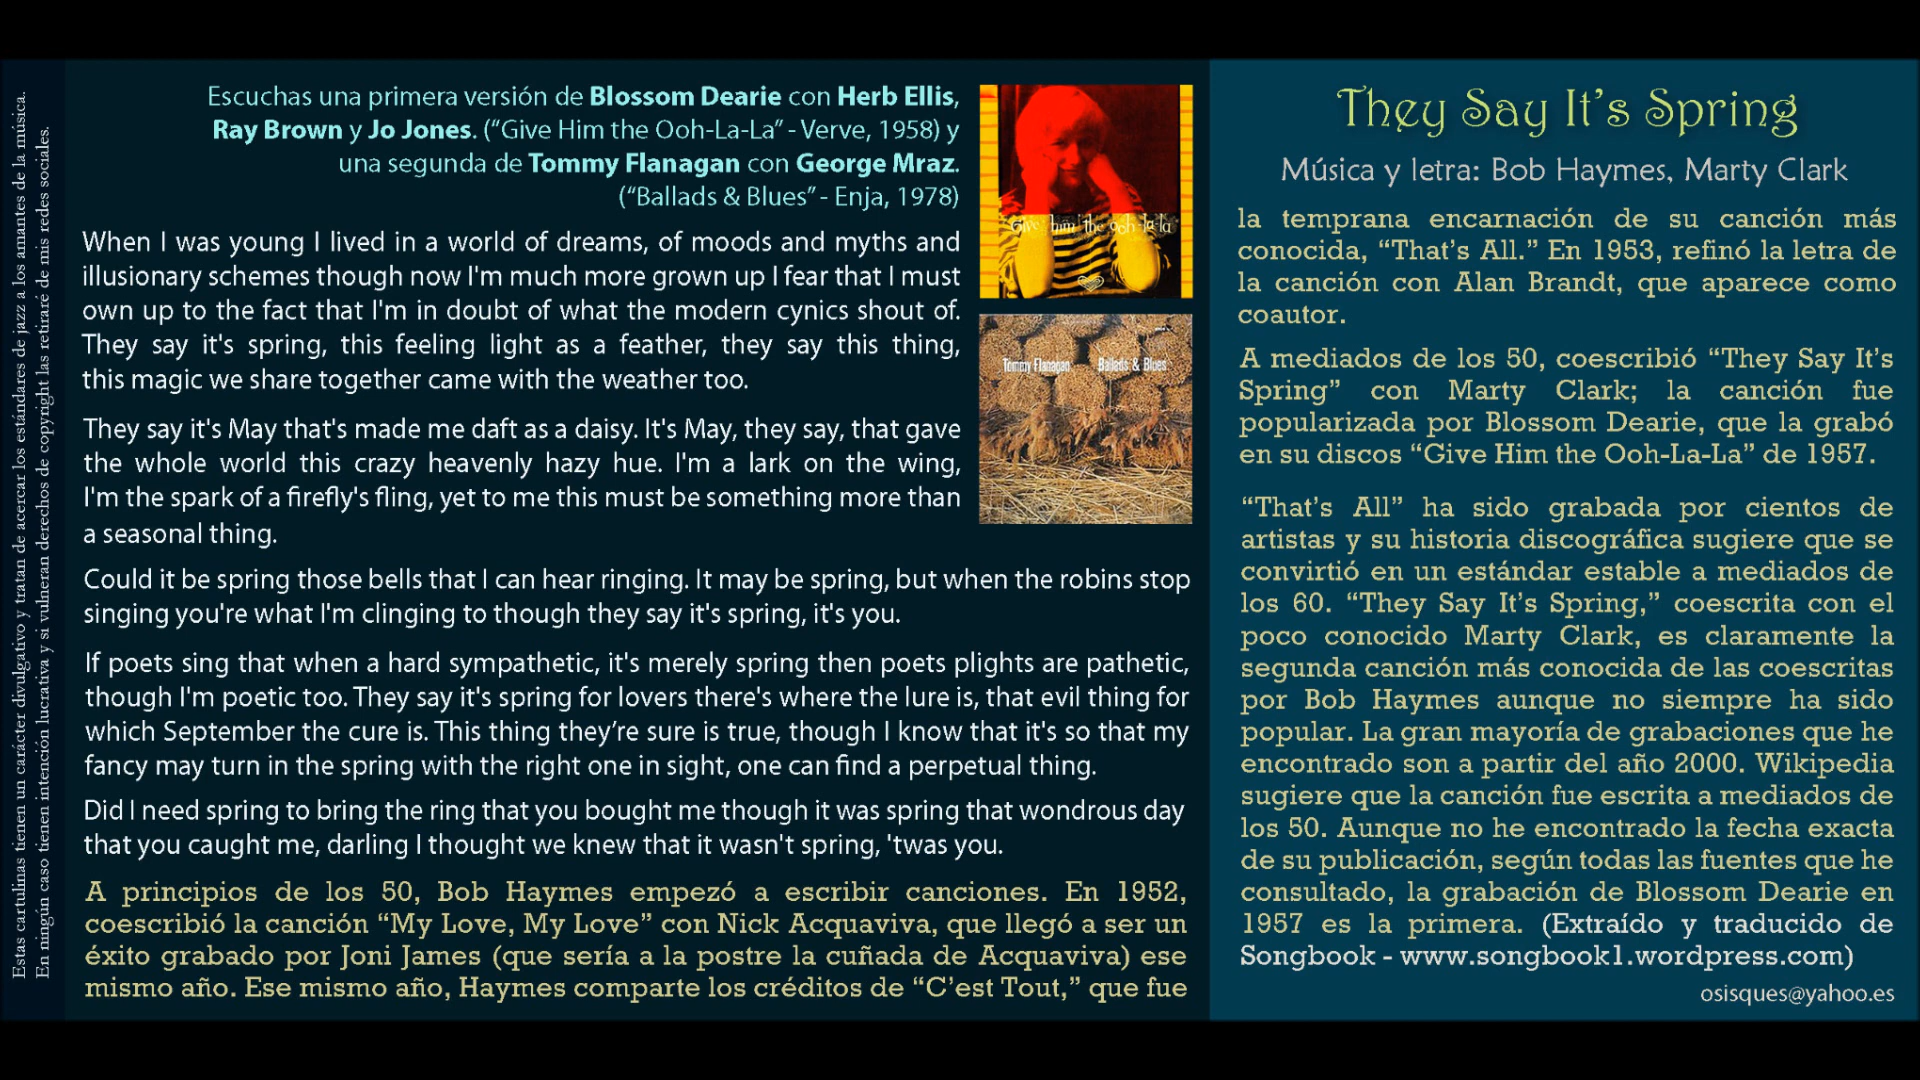 Estas cartulinas tienen un carácter divulgativo y tratan de acercar los estándares de jazz a los amantes de la música.
En ningún caso tienen intención lucrativa y si vulneran derechos de copyright las retiraré de mis redes sociales.
Escuchas una primera versión de Blossom Dearie con Herb Ellis,
Ray Brown y Jo Jones. (“Give Him the Ooh-La-La” - Verve, 1958) y
una segunda de Tommy Flanagan con George Mraz.
(“Ballads & Blues” - Enja, 1978)
Give him the ooh-la-la
Tommy Flanagan Ballads & Blues
When I was young I lived in a world of dreams, of moods and myths and
illusionary schemes though now I'm much more grown up I fear that I must
own up to the fact that I'm in doubt of what the modern cynics shout of.
They say it's spring, this feeling light as a feather, they say this thing,
this magic we share together came with the weather too.
They say it's May that's made me daft as a daisy. It's May, they say, that gave
the whole world this crazy heavenly hazy hue. I'm a lark on the wing,
I'm the spark of a firefly's fling, yet to me this must be something more than
a seasonal thing.
Could it be spring those bells that I can hear ringing. It may be spring, but when the robins stop
singing you're what I'm clinging to though they say it's spring, it's you.
If poets sing that when a hard sympathetic, it's merely spring then poets plights are pathetic,
though I'm poetic too. They say it's spring for lovers there's where the lure is, that evil thing for
which September the cure is. This thing they’re sure is true, though I know that it's so that my
fancy may turn in the spring with the right one in sight, one can find a perpetual thing.
Did I need spring to bring the ring that you bought me though it was spring that wondrous day
that you caught me, darling I thought we knew that it wasn't spring, 'twas you.
A principios de los 50, Bob Haymes empezó a escribir canciones. En 1952,
coescribió la canción “My Love, My Love” con Nick Acquaviva, que llegó a ser un
éxito grabado por Joni James (que sería a la postre la cuñada de Acquaviva) ese
mismo año. Ese mismo año, Haymes comparte los créditos de “C’est Tout,” que fue
They Say It’s Spring
Música y letra: Bob Haymes, Marty Clark
la temprana encarnación de su canción más
conocida, “That’s All.” En 1953, refinó la letra de
la canción con Alan Brandt, que aparece como
coautor.
A mediados de los 50, coescribió “They Say It’s
Spring” con Marty Clark; la canción fue
popularizada por Blossom Dearie, que la grabó
en su discos “Give Him the Ooh-La-La” de 1957.
“That’s All” ha sido grabada por cientos de
artistas y su historia discográfica sugiere que se
convirtió en un estándar estable a mediados de
los 60. “They Say It’s Spring,” coescrita con el
poco conocido Marty Clark, es claramente la
segunda canción más conocida de las coescritas
por Bob Haymes aunque no siempre ha sido
popular. La gran mayoría de grabaciones que he
encontrado son a partir del año 2000. Wikipedia
sugiere que la canción fue escrita a mediados de
los 50. Aunque no he encontrado la fecha exacta
de su publicación, según todas las fuentes que he
consultado, la grabación de Blossom Dearie en
1957 es la primera. (Extraído y traducido de
Songbook - www.songbook1.wordpress.com)
osisques@yahoo.es